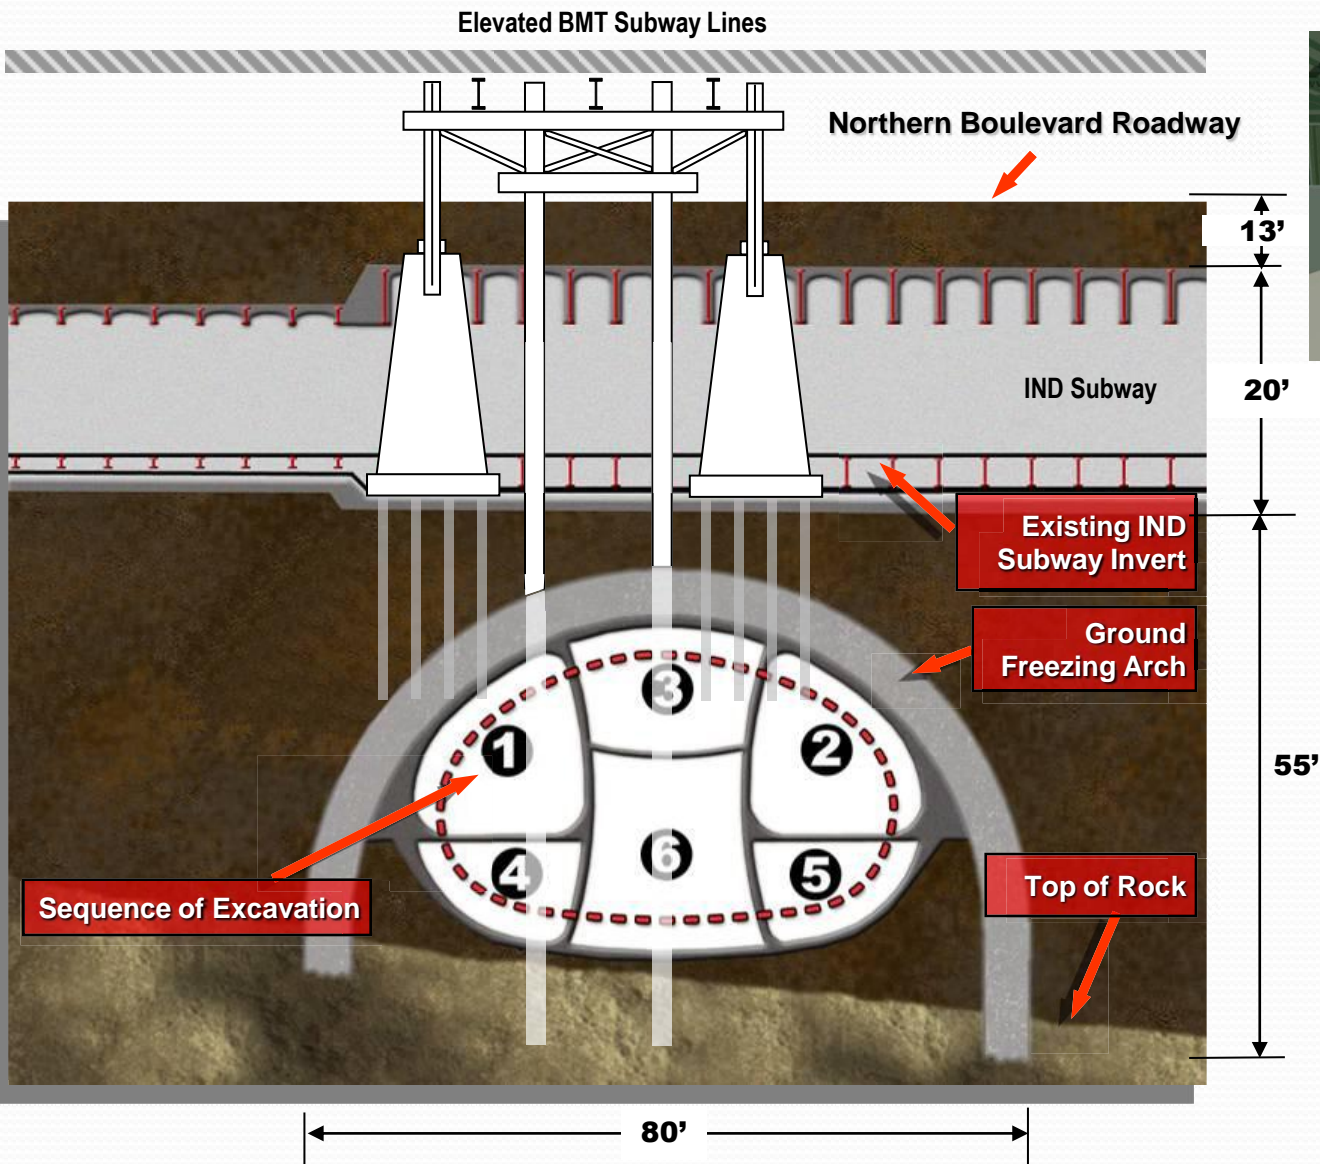 Elevated BMT Subway Lines
Northern Boulevard Roadway
13’
20’
IND Subway
Existing IND
Subway Invert
Ground
Freezing Arch
3
1
2
55’
6
4
5
Top of Rock
Sequence of Excavation
80’